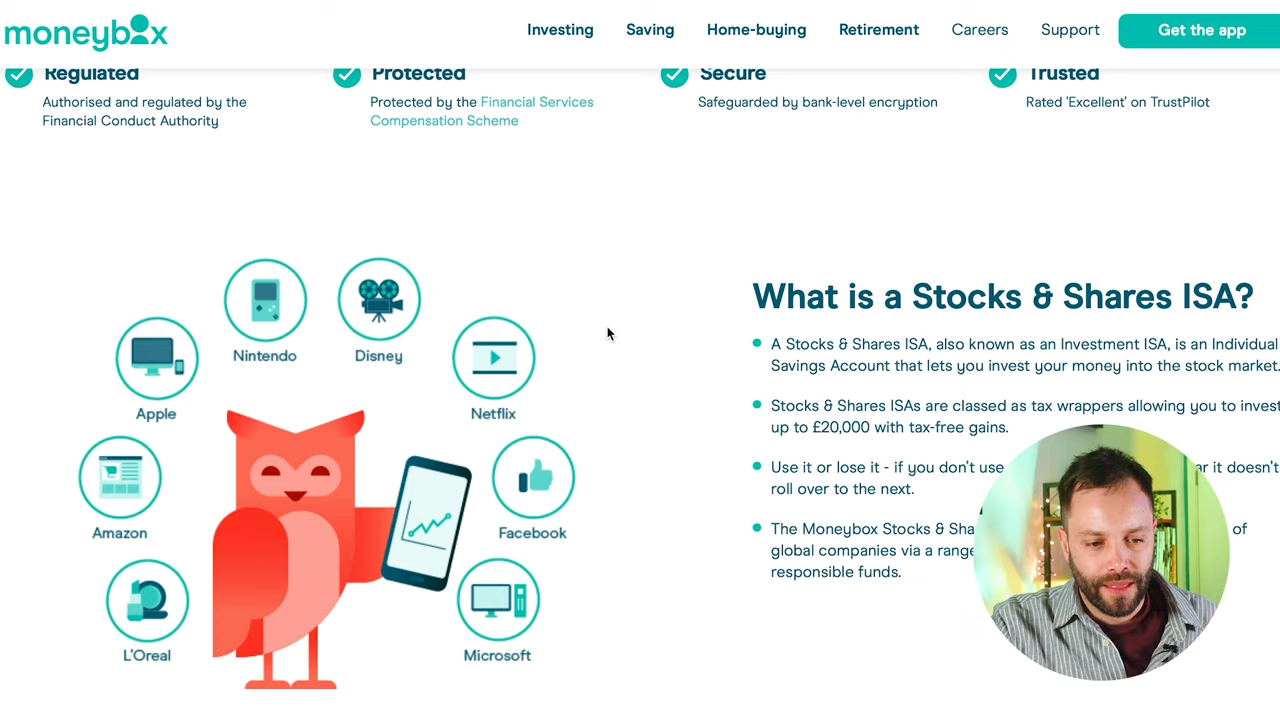 moneybox
Investing
Saving
Home-buying
Retirement
Careers
Support
Get the app
Regulated
Authorised and regulated by the
Financial Conduct Authority
Protected
Protected by the Financial Services
Compensation Scheme
Secure
Safeguarded by bank-level encryption
Trusted
Rated 'Excellent' on TrustPilot
Nintendo
Disney
Apple
Netflix
Amazon
Facebook
L'Oreal
Microsoft
What is a Stocks & Shares ISA?
A Stocks & Shares ISA, also known as an Investment ISA, is an Individual
Savings Account that lets you invest your money into the stock market.
Stocks & Shares ISAs are classed as tax wrappers allowing you to invest
up to £20,000 with tax-free gains.
Use it or lose it - if you don't use it doesn't
roll over to the next.
The Moneybox Stocks & of
global companies via a range
responsible funds.